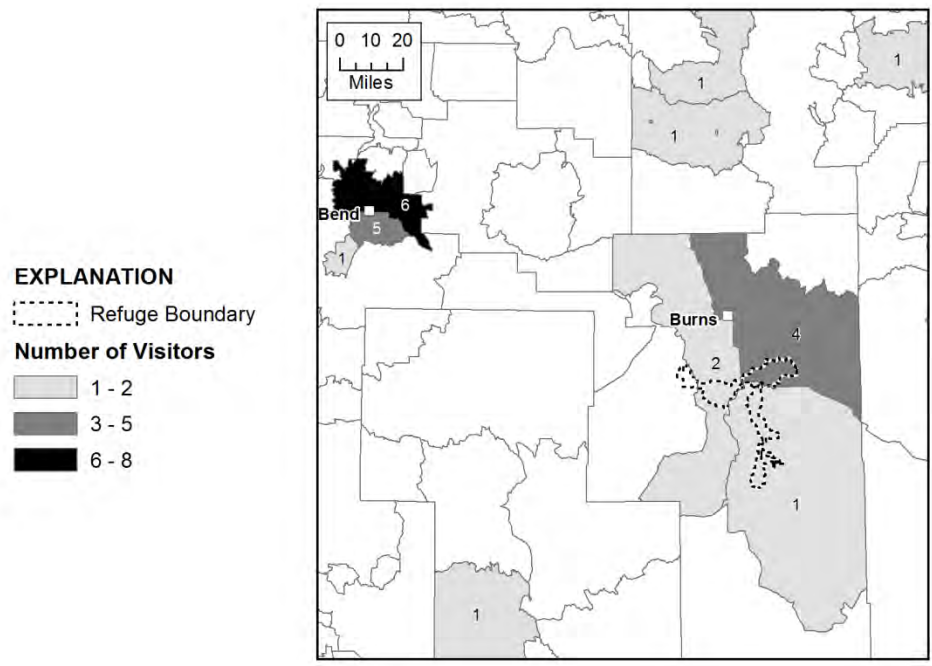 0 10 20
Miles
1
1
1
6
Bend
5
1
EXPLANATION
Refuge Boundary
Number of Visitors
1 - 2
3 - 5
6 - 8
Burns
4
2
1
1